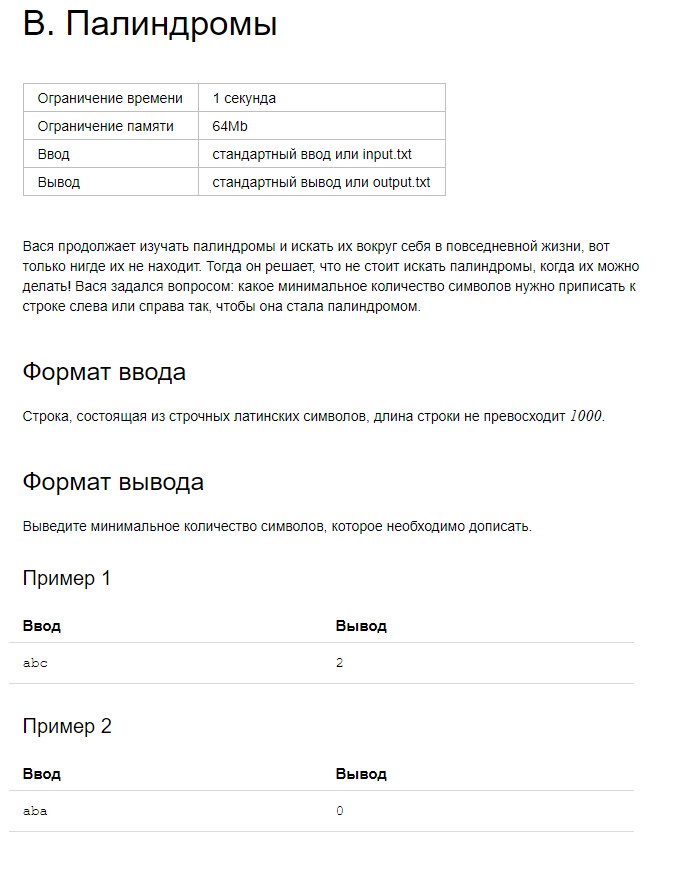 В. Палиндромы
Ограничение времени 1 секунда
Ограничение памяти 64Mb
Ввод стандартный ввод или input.txt
Вывод стандартный вывод или output.txt
Вася продолжает изучать палиндромы и искать их вокруг себя в повседневной жизни, вот
только нигде их не находит. Тогда он решает, что не стоит искать палиндромы, когда их можно
делать! Вася задался вопросом: какое минимальное количество символов нужно приписать к
строке слева или справа так, чтобы она стала палиндромом.
Формат ввода
Строка, состоящая из строчных латинских символов, длина строки не превосходит 1000.
Формат вывода
Выведите минимальное количество символов, которое необходимо дописать.
Пример 1
Ввод Вывод
abc 2
Пример 2
Ввод Вывод
aba 0